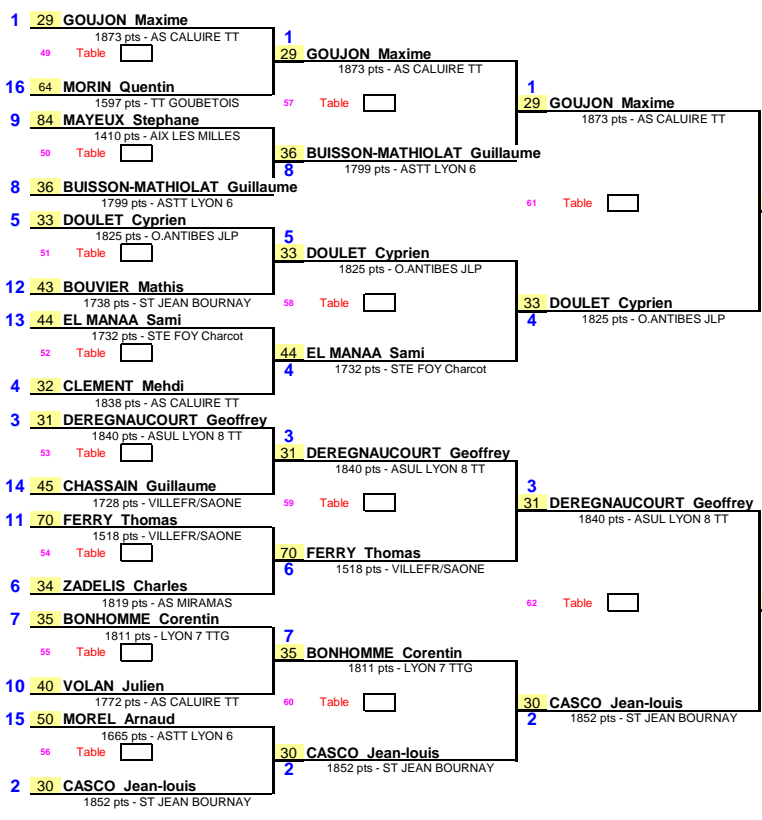 1 29 GOUJON Maxime
1873 pts - AS CALUIRE TT
49 Table
16 64 MORIN Quentin
1597 pts - TT GOUBETOIS
9 84 MAYEUX Stephane
1410 pts - AIX LES MILLES
50 Table
8 36 BUISSON-MATHIOLAT Guillaume
1799 pts - ASTT LYON 6
5 33 DOULET Cyprien
1825 pts - O.ANTIBES JLP
51 Table
12 43 BOUVIER Mathis
1738 pts - ST JEAN BOURNAY
13 44 EL MANAA Sami
1732 pts - STE FOY Charcot
52 Table
4 32 CLEMENT Mehdi
1838 pts - AS CALUIRE TT
3 31 DEREGNAUCOURT Geoffrey
1840 pts - ASUL LYON 8 TT
53 Table
14 45 CHASSAIN Guillaume
1728 pts - VILLEFR/SAONE
11 70 FERRY Thomas
1518 pts - VILLEFR/SAONE
54 Table
6 34 ZADELIS Charles
1819 pts - AS MIRAMAS
7 35 BONHOMME Corentin
1811 pts - LYON 7 TTG
55 Table
10 40 VOLAN Julien
1772 pts - AS CALUIRE TT
15 50 MOREL Arnaud
1665 pts - ASTT LYON 6
56 Table
2 30 CASCO Jean-louis
1852 pts - ST JEAN BOURNAY
1
29 GOUJON Maxime
1873 pts - AS CALUIRE TT
57 Table
36 BUISSON-MATHIOLAT Guillaume
8 1799 pts - ASTT LYON 6
5
33 DOULET Cyprien
1825 pts - O.ANTIBES JLP
58 Table
44 EL MANAA Sami
4 1732 pts - STE FOY Charcot
3
31 DEREGNAUCOURT Geoffrey
1840 pts - ASUL LYON 8 TT
59 Table
70 FERRY Thomas
6 1518 pts - VILLEFR/SAONE
7
35 BONHOMME Corentin
1811 pts - LYON 7 TTG
60 Table
30 CASCO Jean-louis
2 1852 pts - ST JEAN BOURNAY
1
29 GOUJON Maxime
1873 pts - AS CALUIRE TT
61 Table
33 DOULET Cyprien
4 1825 pts - O.ANTIBES JLP
3
31 DEREGNAUCOURT Geoffrey
1840 pts - ASUL LYON 8 TT
62 Table
30 CASCO Jean-louis
2 1852 pts - ST JEAN BOURNAY